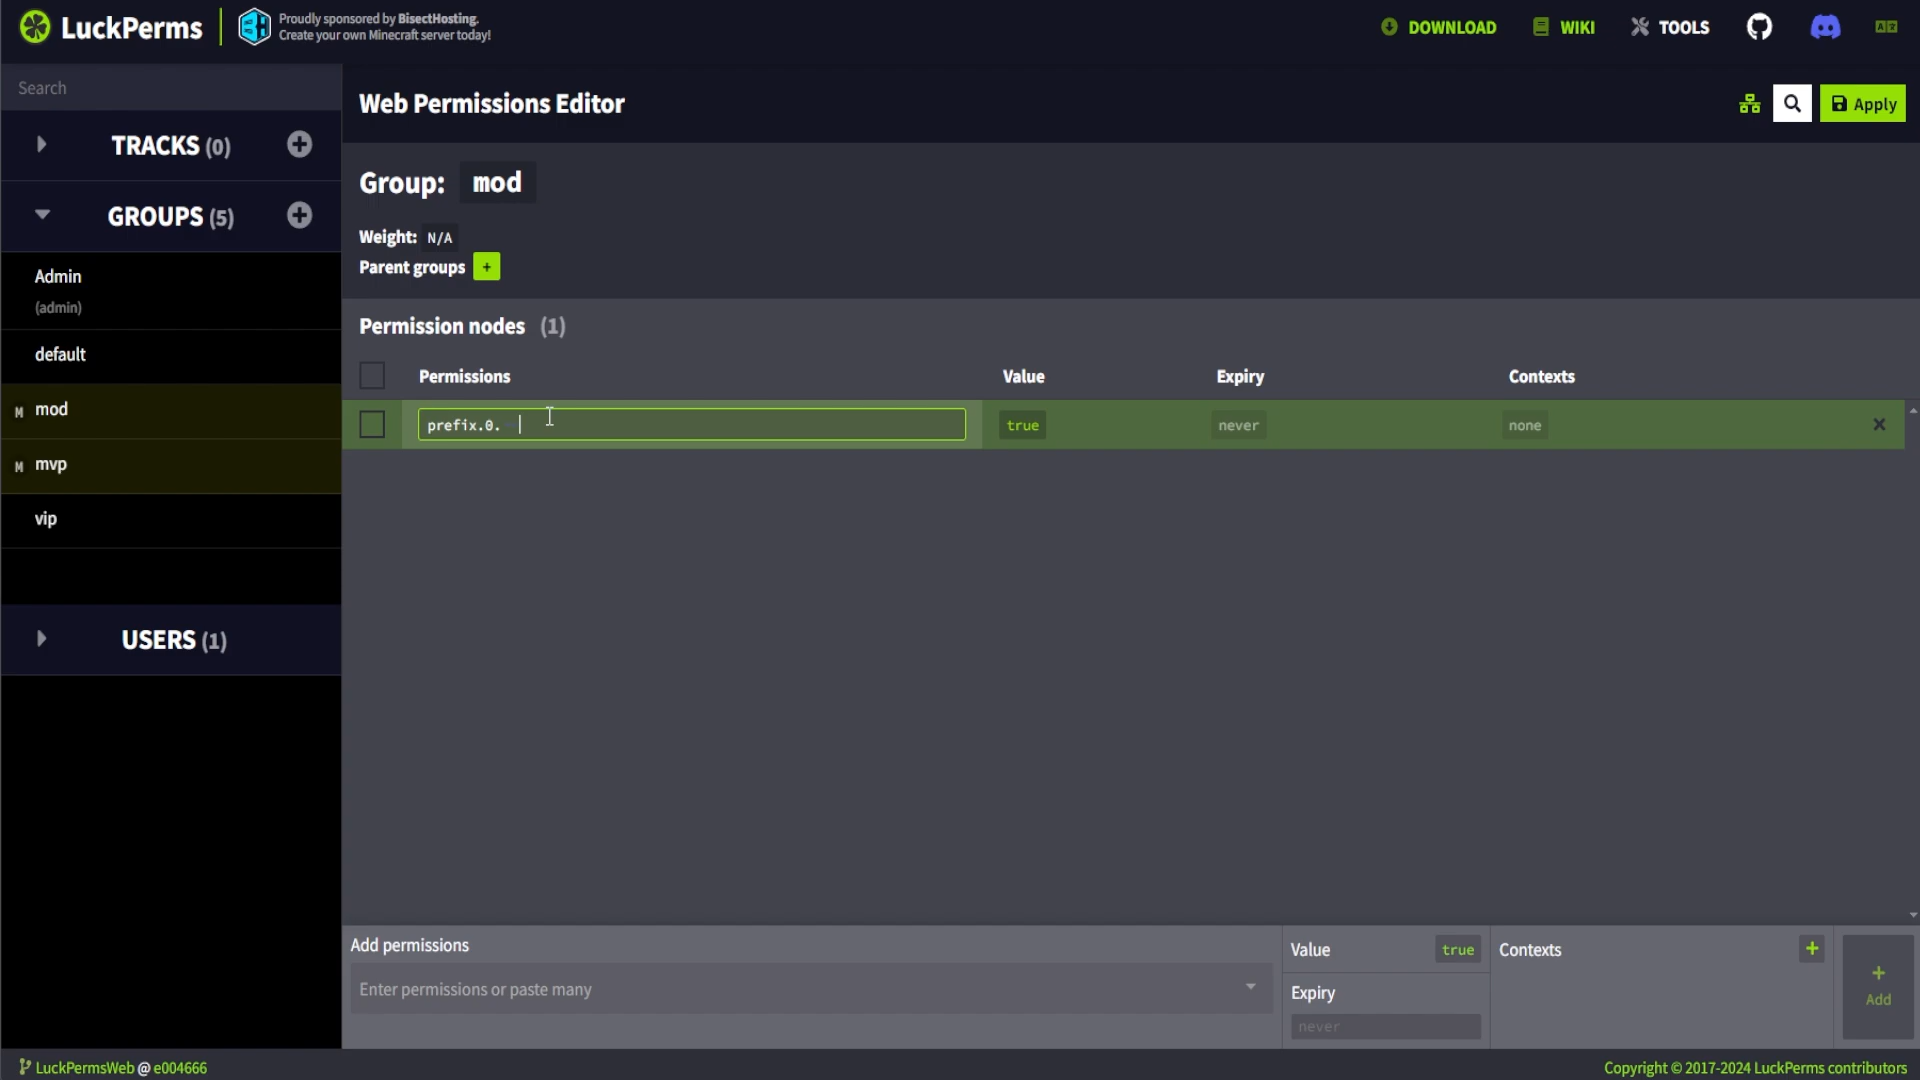 LuckPerms
Proudly sponsored by BisectHosting.
Create your own Minecraft server today!
DOWNLOAD
WIKI
TOOLS
Search
Web Permissions Editor
Apply
TRACKS (0)
GROUPS (5)
Admin
(admin)
default
M mod
M mvp
vip
USERS (1)
Group: mod
Weight: N/A
Parent groups +
Permission nodes (1)
Permissions Value Expiry Contexts
prefix.0. true never none
Add permissions
Enter permissions or paste many
Value true
Expiry
never
Contexts +
+
Add
LuckPermsWeb @ e004666
Copyright © 2017-2024 LuckPerms contributors